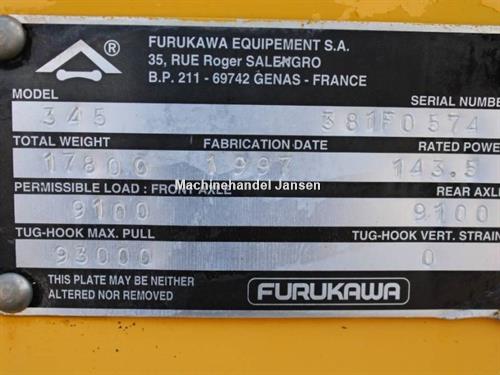 ®
FURUKAWA EQUIPEMENT S.A.
35, RUE Roger SALENGRO
B.P. 211 - 69742 GENAS - FRANCE
MODEL SERIAL NUMBER
345 381F0574
TOTAL WEIGHT FABRICATION DATE RATED POWE
17800 1997 143.5
Machinehandel Jansen
PERMISSIBLE LOAD : FRONT AXLE REAR AXLE
9100 9100
TUG-HOOK MAX. PULL TUG-HOOK VERT. STRAIN
93000 0
THIS PLATE MAY BE NEITHER
ALTERED NOR REMOVED
FURUKAWA